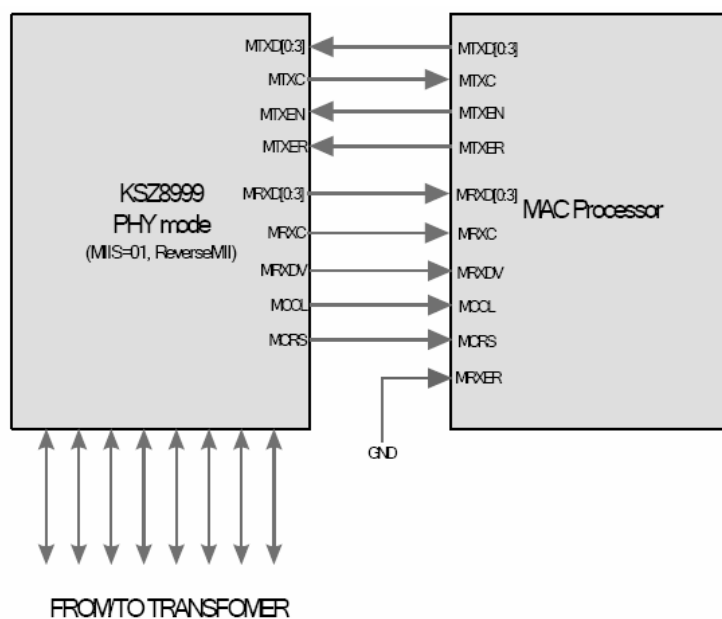 MTXD[0:3]
MTXC
MTXEN
MTXER
MRXD[0:3]
MRXC
MRXDV
MCOL
MCRS
KSZ8999
PHY mode
(MIIS=01, ReverseMII)
MTXD[0:3]
MTXC
MTXEN
MTXER
MRXD[0:3]
MRXC
MRXDV
MCOL
MCRS
MRXER
MAC Processor
GND
FROM/TO TRANSFOMER